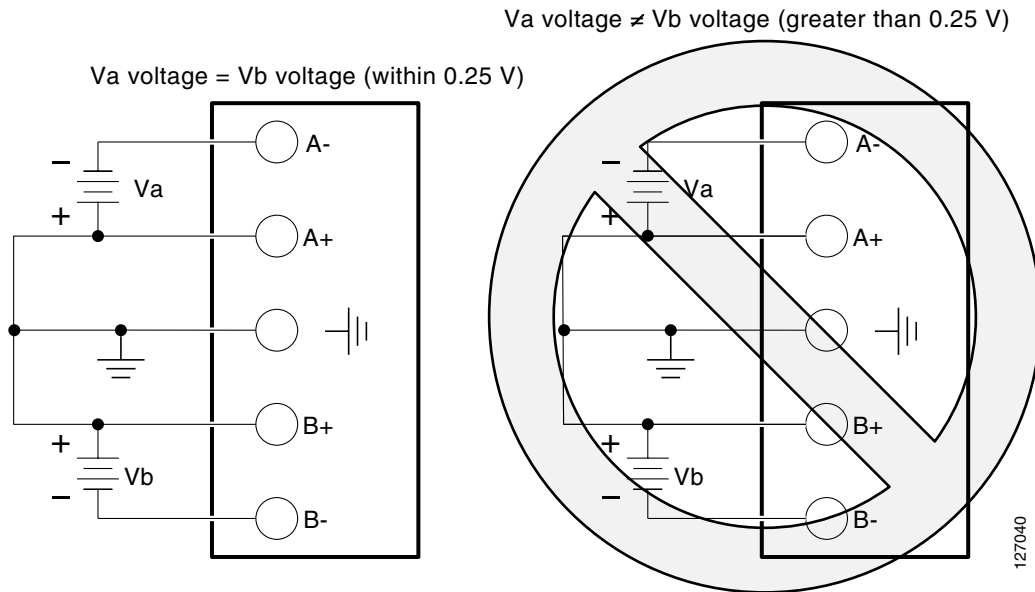 Va voltage ≠ Vb voltage (greater than 0.25 V)
Va voltage = Vb voltage (within 0.25 V)
A-
–
Va
+
A+
B+
+
Vb
–
B-
A-
–
Va
+
A+
B+
+
Vb
–
B-
127040